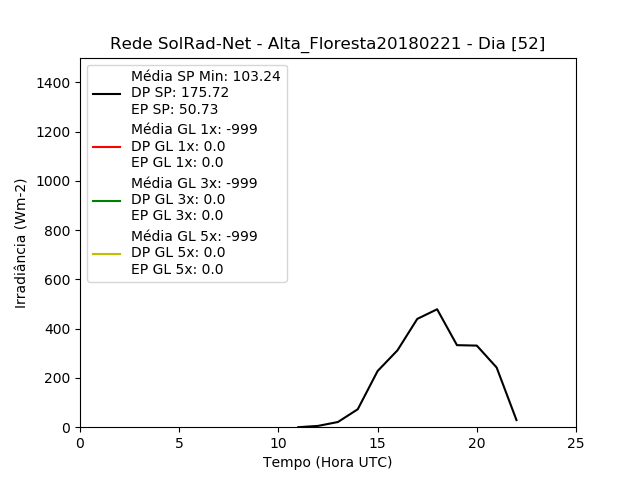 Rede SolRad-Net - Alta_Floresta20180221 - Dia [52]
Média SP Min: 103.24
DP SP: 175.72
EP SP: 50.73
Média GL 1x: -999
DP GL 1x: 0.0
EP GL 1x: 0.0
Média GL 3x: -999
DP GL 3x: 0.0
EP GL 3x: 0.0
Média GL 5x: -999
DP GL 5x: 0.0
EP GL 5x: 0.0
Irradiância (Wm-2)
1400
1200
1000
800
600
400
200
0
0 5 10 15 20 25
Tempo (Hora UTC)